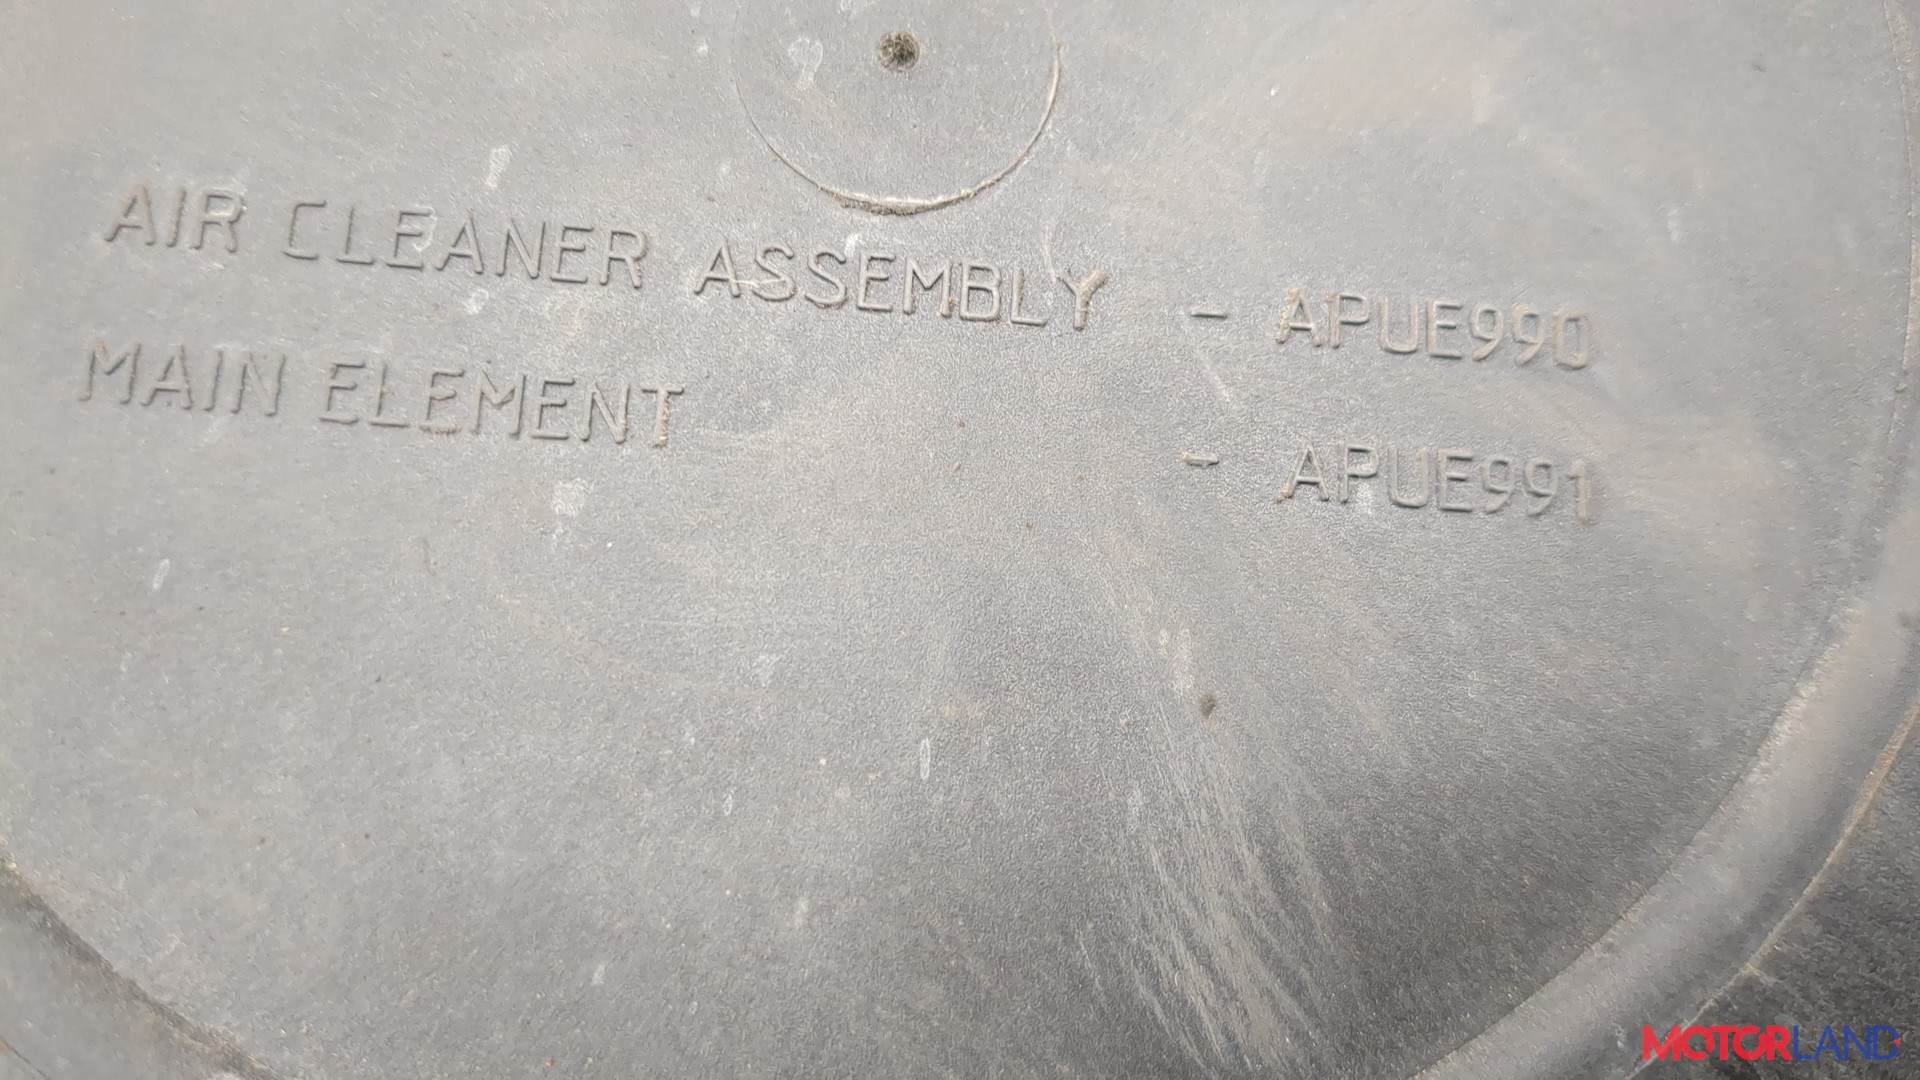 AIR CLEANER ASSEMBLY - APUE990
MAIN ELEMENT - APUE991
MOTORLAND